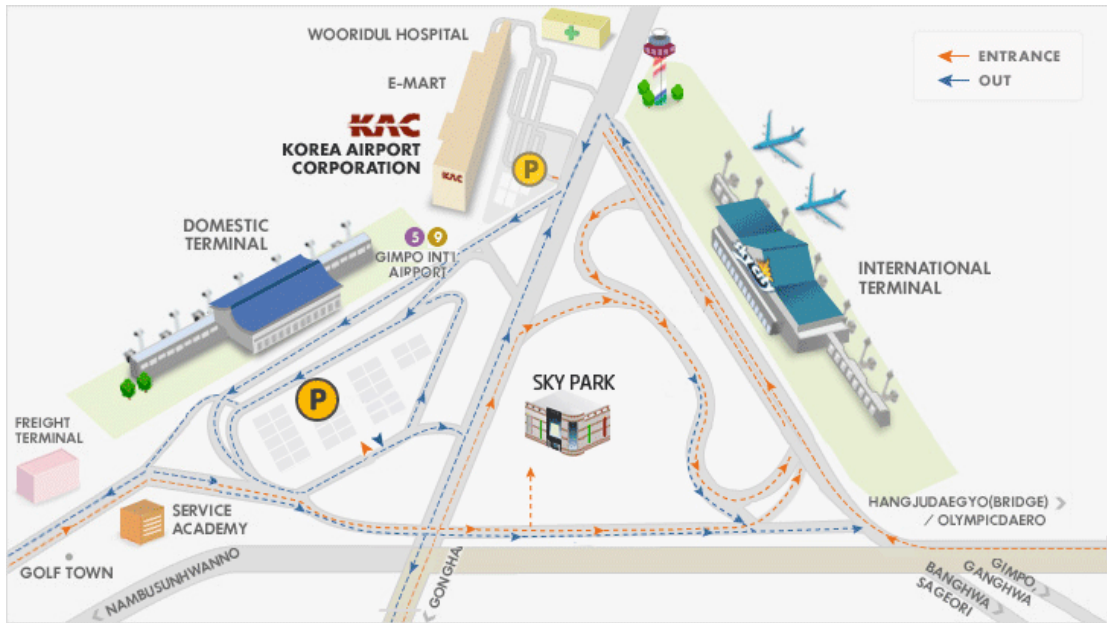 WOORIDUL HOSPITAL
E-MART
KAC
KOREA AIRPORT
CORPORATION
P
KAC
ENTRANCE
OUT
DOMESTIC
TERMINAL
5 9
GIMPO INT'L
AIRPORT
INTERNATIONAL
TERMINAL
SKY PARK
P
FREIGHT
TERMINAL
SERVICE
ACADEMY
GOLF TOWN
NAMBUSUNHWANNO
GONGHA
HANGJUDAEGYO(BRIDGE)
/ OLYMPICDAERO
GIMPO,
GANGHWA
BANGHWA
SAGEORI